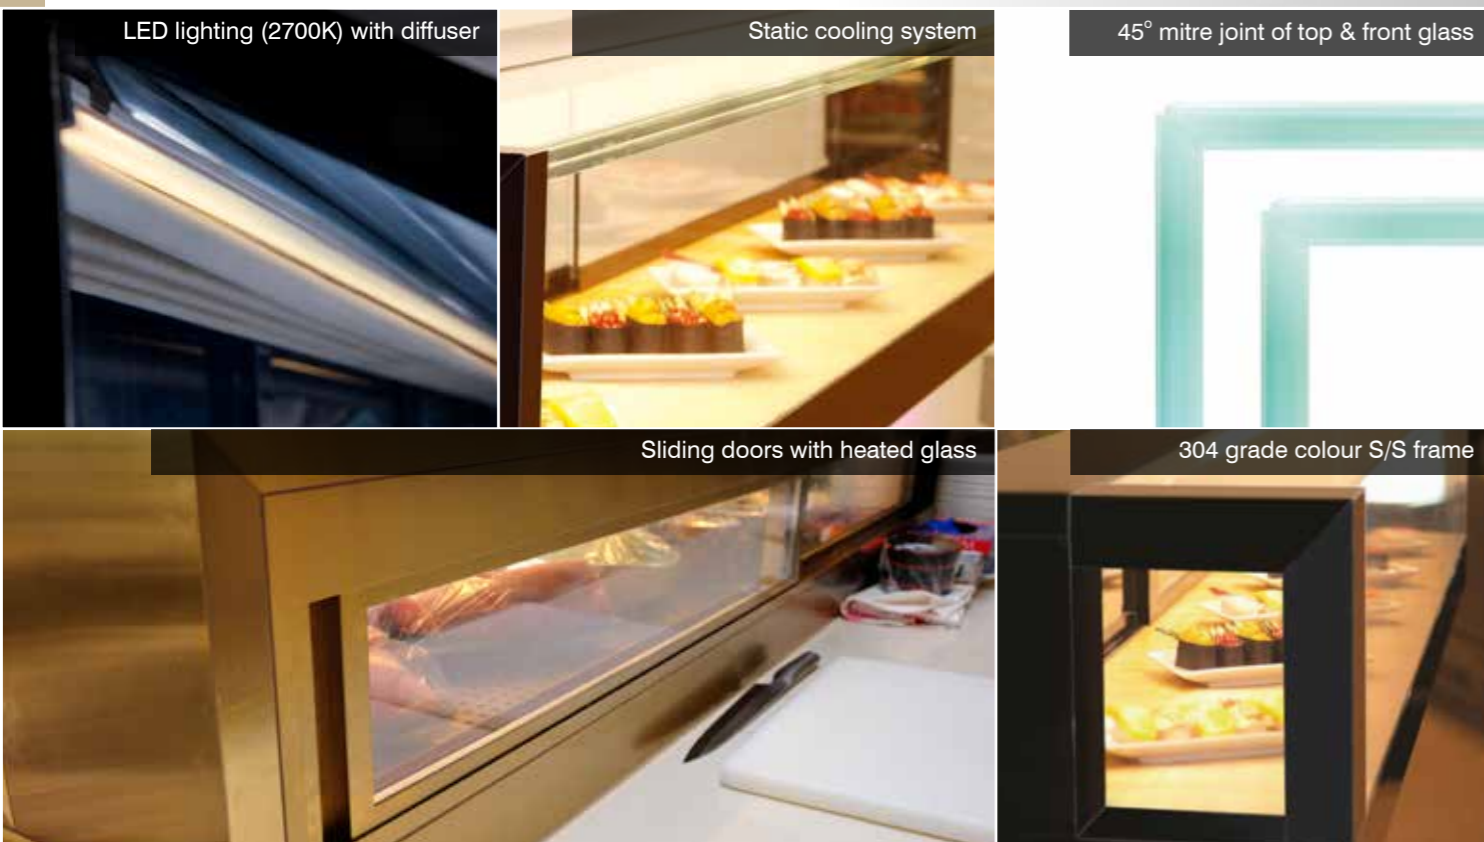 LED lighting (2700K) with diffuser
Static cooling system
45° mitre joint of top & front glass
Sliding doors with heated glass
304 grade colour S/S frame